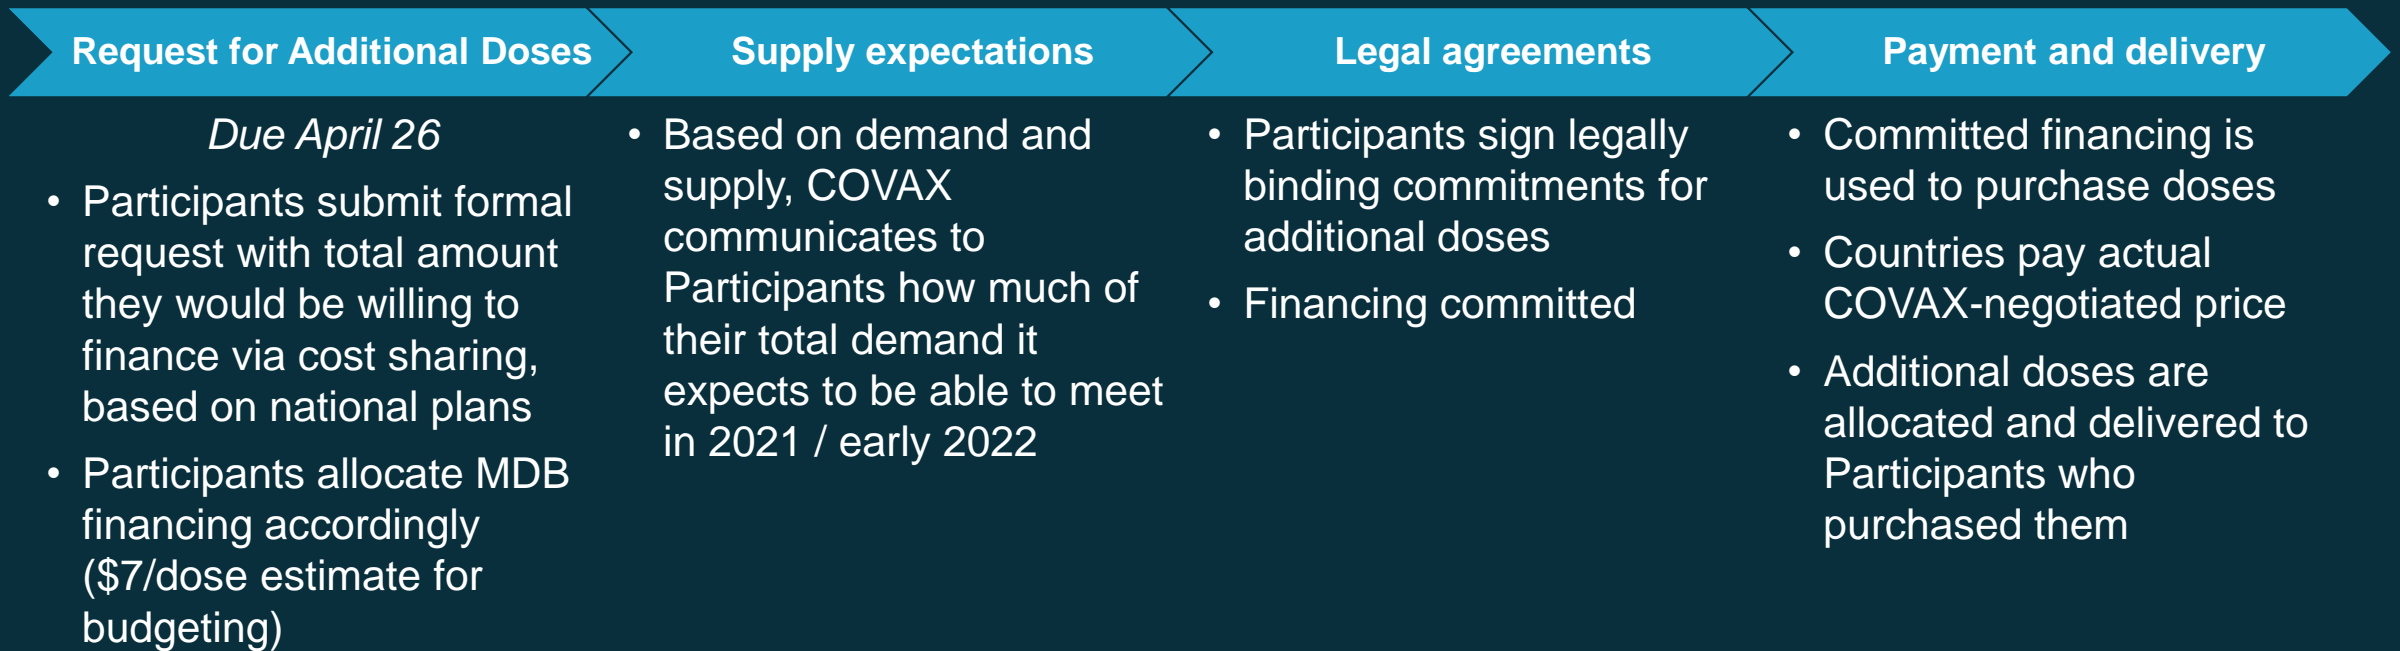 Request for Additional Doses
Due April 26
• Participants submit formal
request with total amount
they would be willing to
finance via cost sharing,
based on national plans
• Participants allocate MDB
financing accordingly
($7/dose estimate for
budgeting)
Supply expectations
• Based on demand and
supply, COVAX
communicates to
Participants how much of
their total demand it
expects to be able to meet
in 2021 / early 2022
Legal agreements
• Participants sign legally
binding commitments for
additional doses
• Financing committed
Payment and delivery
• Committed financing is
used to purchase doses
• Countries pay actual
COVAX-negotiated price
• Additional doses are
allocated and delivered to
Participants who
purchased them